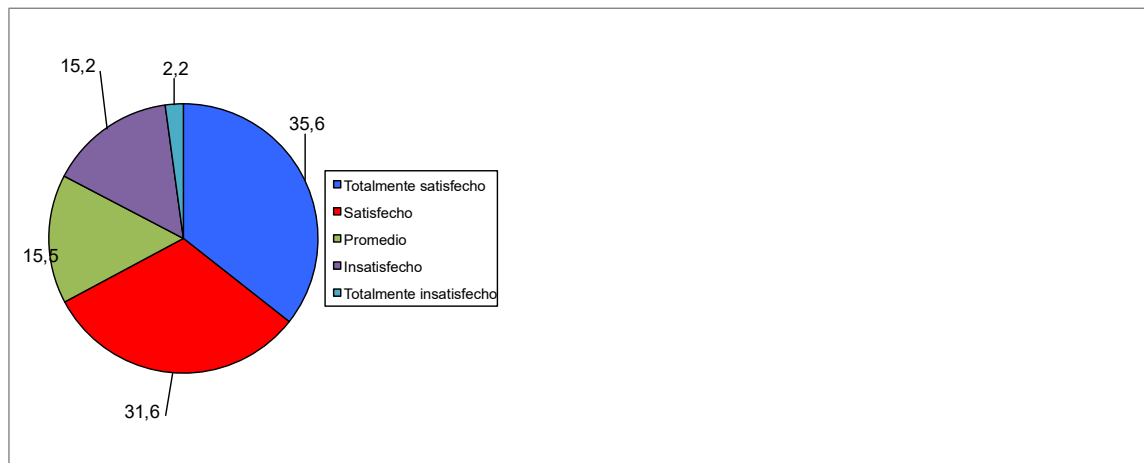 15,2
2,2
35,6
Totalmente satisfecho
Satisfecho
Promedio
Insatisfecho
Totalmente insatisfecho
15,5
31,6